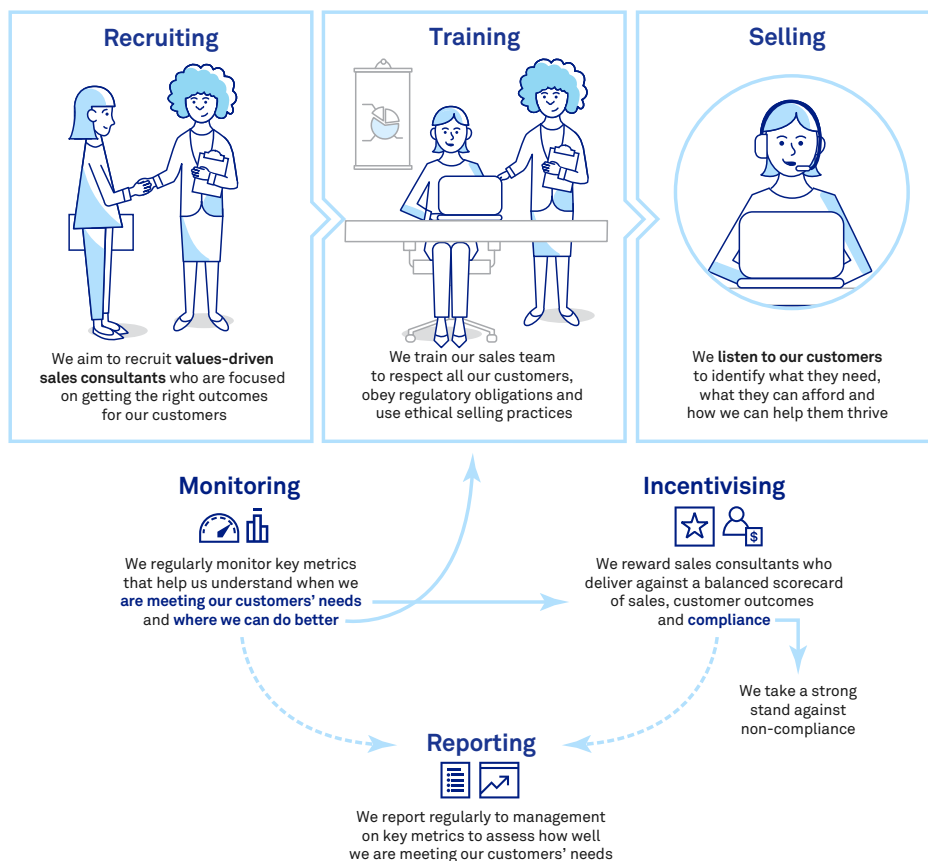 Recruiting
We aim to recruit values-driven
sales consultants who are focused
on getting the right outcomes
for our customers
Training
We train our sales team
to respect all our customers,
obey regulatory obligations and
use ethical selling practices
Selling
We listen to our customers
to identify what they need,
what they can afford and
how we can help them thrive
Monitoring
We regularly monitor key metrics
that help us understand when we
are meeting our customers’ needs
and where we can do better
Incentivising
$
We reward sales consultants who
deliver against a balanced scorecard
of sales, customer outcomes
and compliance
We take a strong
stand against
non-compliance
Reporting
We report regularly to management
on key metrics to assess how well
we are meeting our customers’ needs